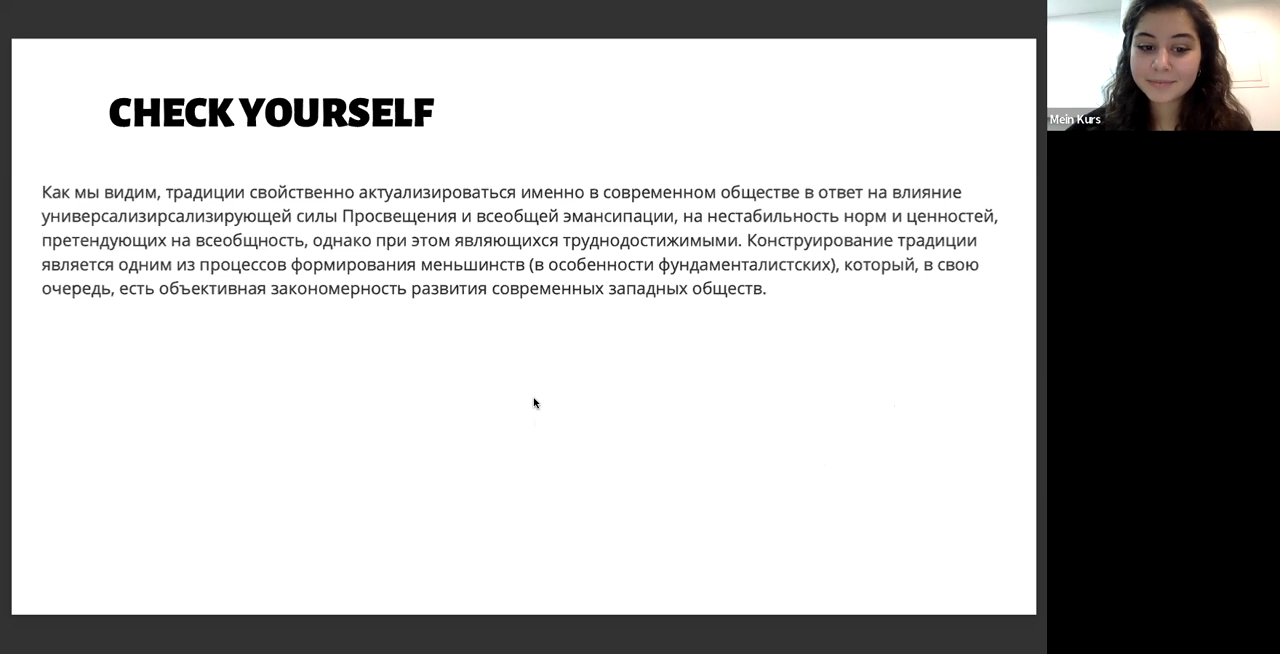 CHECK YOURSELF
Как мы видим, традиции свойственно актуализироваться именно в современном обществе в ответ на влияние
универсализирсализирующей силы Просвещения и всеобщей эмансипации, на нестабильность норм и ценностей,
претендующих на всеобщность, однако при этом являющихся труднодостижимыми. Конструирование традиции
является одним из процессов формирования меньшинств (в особенности фундаменталистских), который, в свою
очередь, есть объективная закономерность развития современных западных обществ.
Mein Kurs